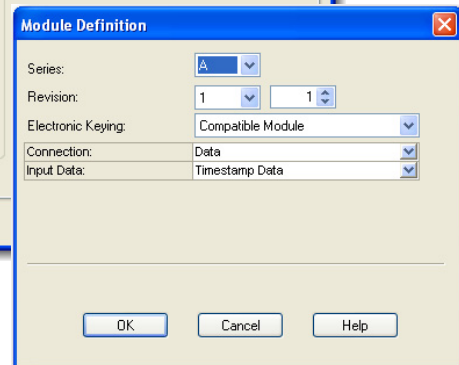 Module Definition
Series: A
Revision: 1 1
Electronic Keying: Compatible Module
Connection: Data
Input Data: Timestamp Data
OK Cancel Help